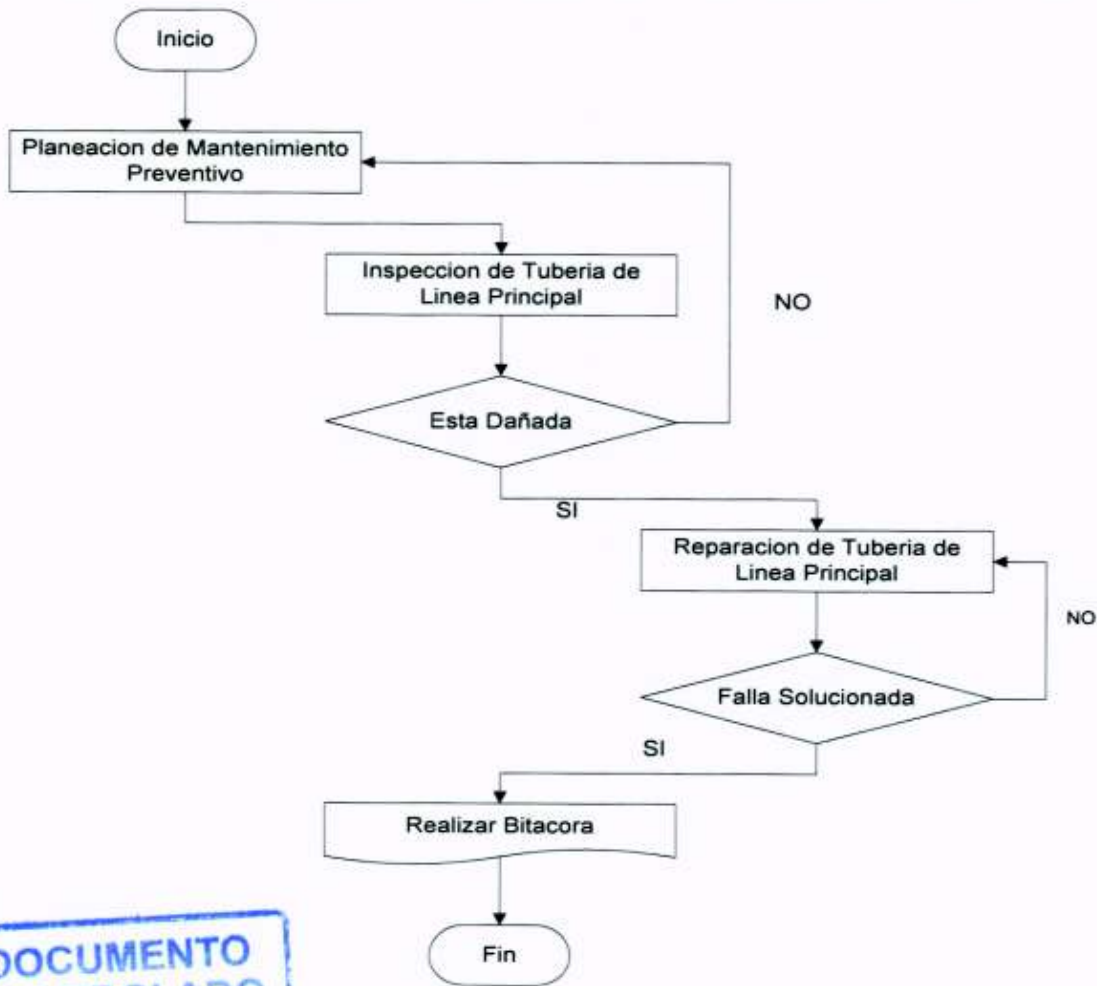 Inicio
Planeacion de Mantenimiento
Preventivo
Inspeccion de Tuberia de
Linea Principal
NO
Esta Dañada
SI
Reparacion de Tuberia de
Linea Principal
NO
Falla Solucionada
SI
Realizar Bitacora
Fin
DOCUMENTO